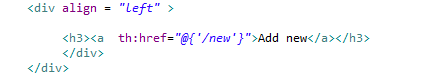 <div align = "left" >
<h3><a  th:href="@{'/new'}">Add new</a></h3>
</div>
</div>